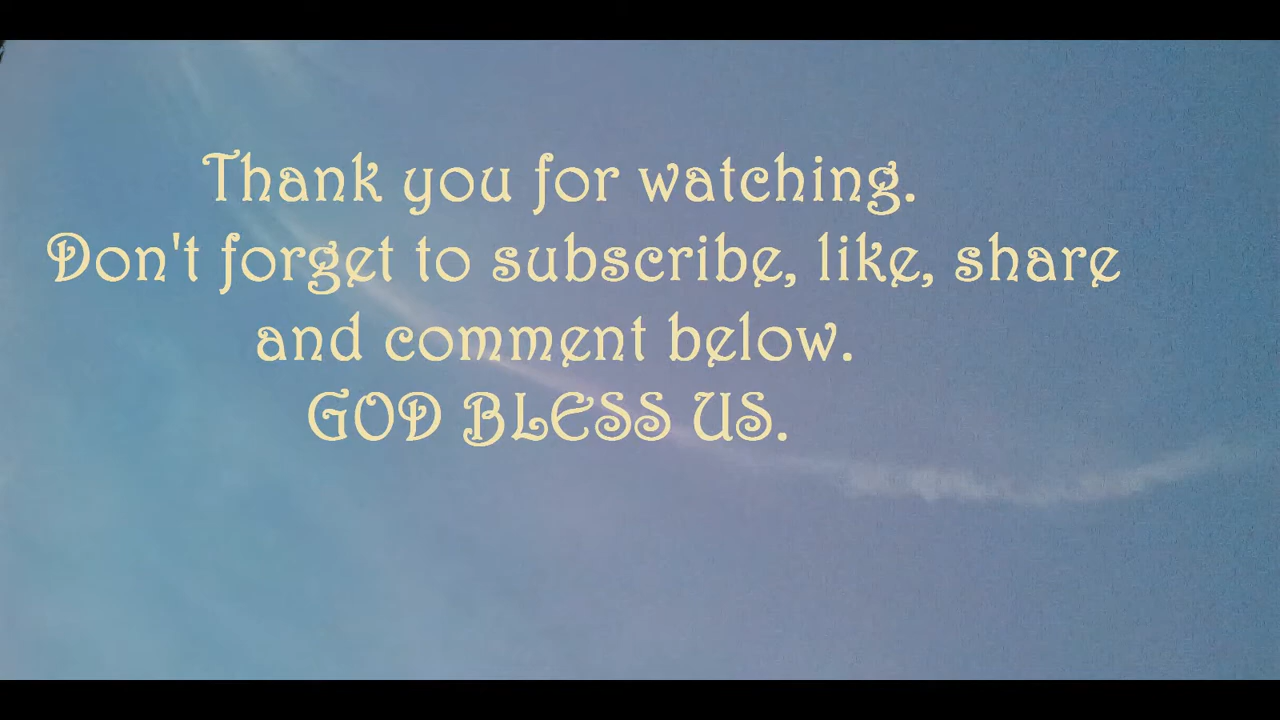 Thank you for watching.
Don't forget to subscribe, like, share
and comment below.
GOD BLESS US.